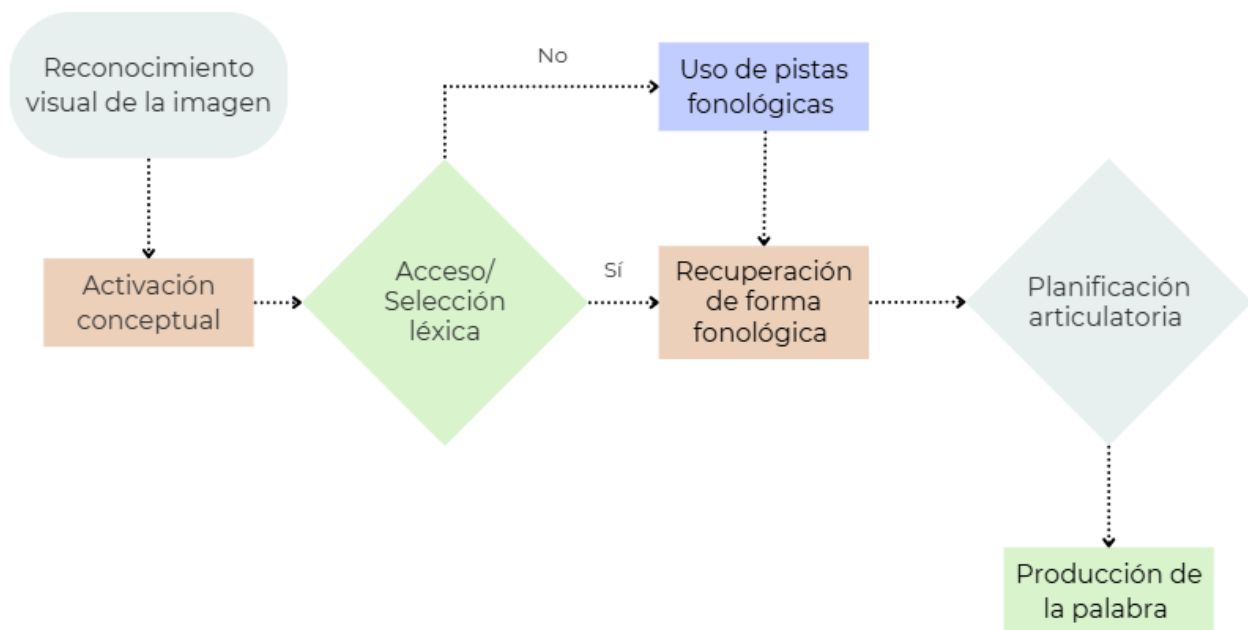 Reconocimiento
visual de la imagen
Activación
conceptual
Acceso/
Selección
léxica
No
Uso de pistas
fonológicas
Sí
Recuperación
de forma
fonológica
Planificación
articulatoria
Producción de
la palabra